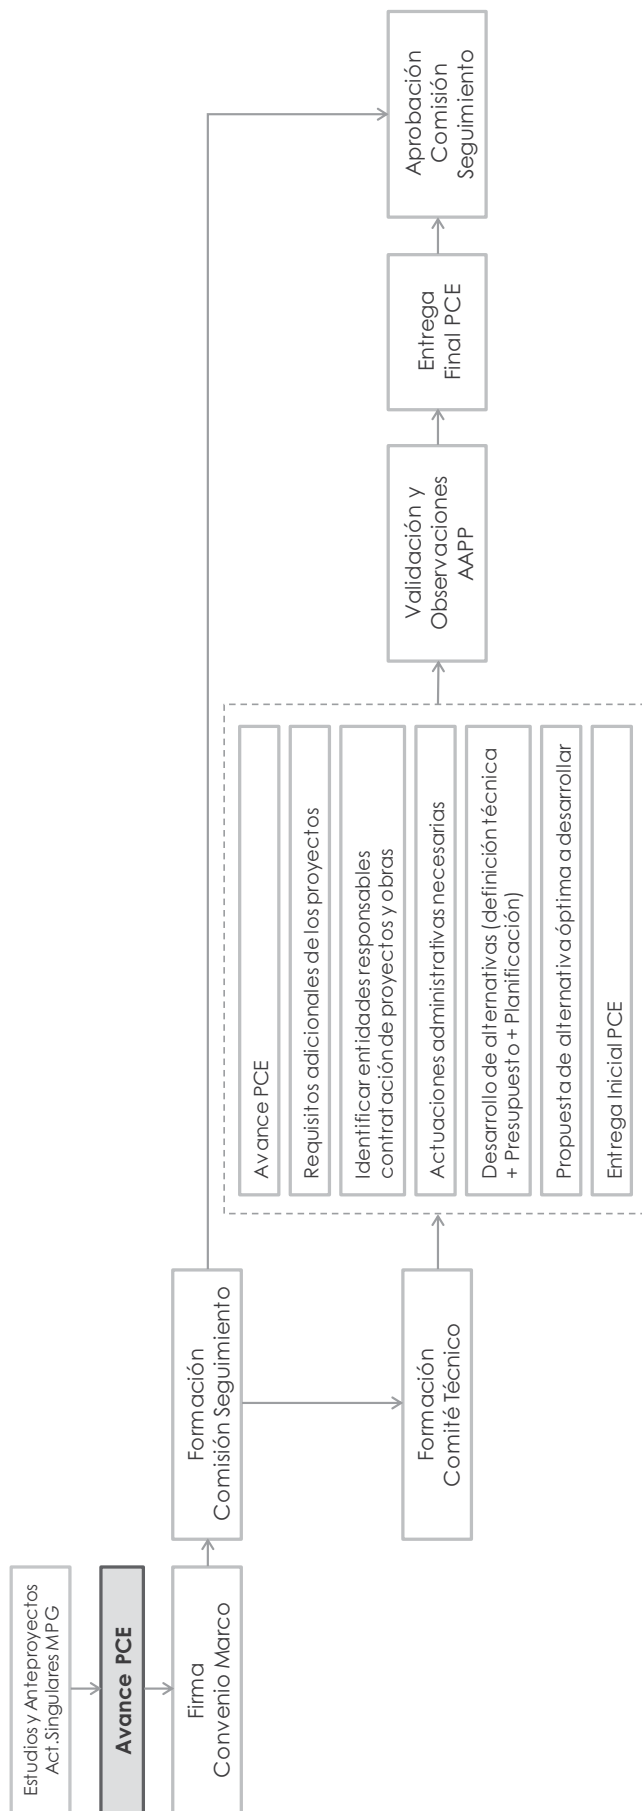 Estudios y Anteproyectos
Act.Singulares MPG
Avance PCE
Firma
Convenio Marco
Formación
Comisión Seguimiento
Formación
Comité Técnico
Avance PCE
Requisitos adicionales de los proyectos
Identificar entidades responsables
contratación de proyectos y obras
Actuaciones administrativas necesarias
Desarrollo de alternativas (definición técnica
+ Presupuesto + Planificación)
Propuesta de alternativa óptima a desarrollar
Entrega Inicial PCE
Validación y
Observaciones
AAPP
Entrega
Final PCE
Aprobación
Comisión
Seguimiento